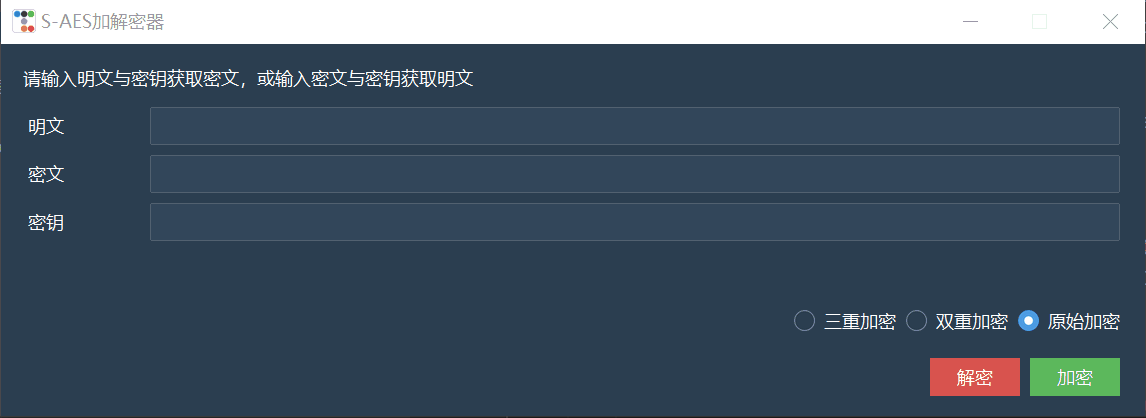 S-AES加解密器
请输入明文与密钥获取密文，或输入密文与密钥获取明文
明文
密文
密钥
三重加密 双重加密 原始加密
解密 加密